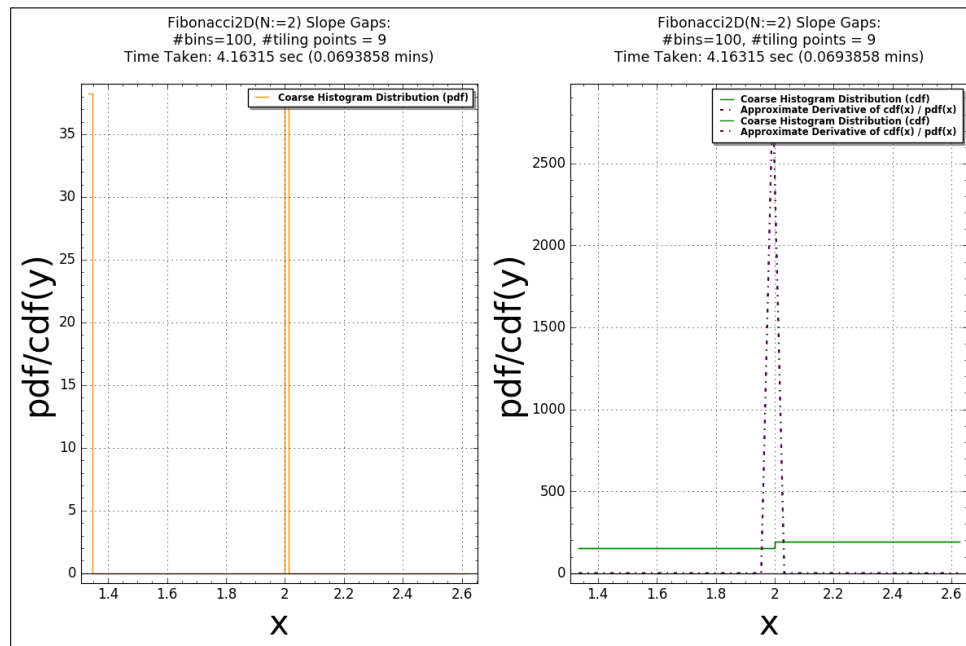 Fibonacci2D(N:=2) Slope Gaps:
#bins=100, #tiling points = 9
Time Taken: 4.16315 sec (0.0693858 mins)
Coarse Histogram Distribution (pdf)
35
30
25
20
15
10
5
0
pdf/cdf(y)
1.4
1.6
1.8
2
2.2
2.4
2.6
x
Fibonacci2D(N:=2) Slope Gaps:
#bins=100, #tiling points = 9
Time Taken: 4.16315 sec (0.0693858 mins)
Coarse Histogram Distribution (cdf)
Approximate Derivative of cdf(x) / pdf(x)
Coarse Histogram Distribution (cdf)
Approximate Derivative of cdf(x) / pdf(x)
2500
2000
1500
1000
500
0
pdf/cdf(y)
1.4
1.6
1.8
2
2.2
2.4
2.6
x